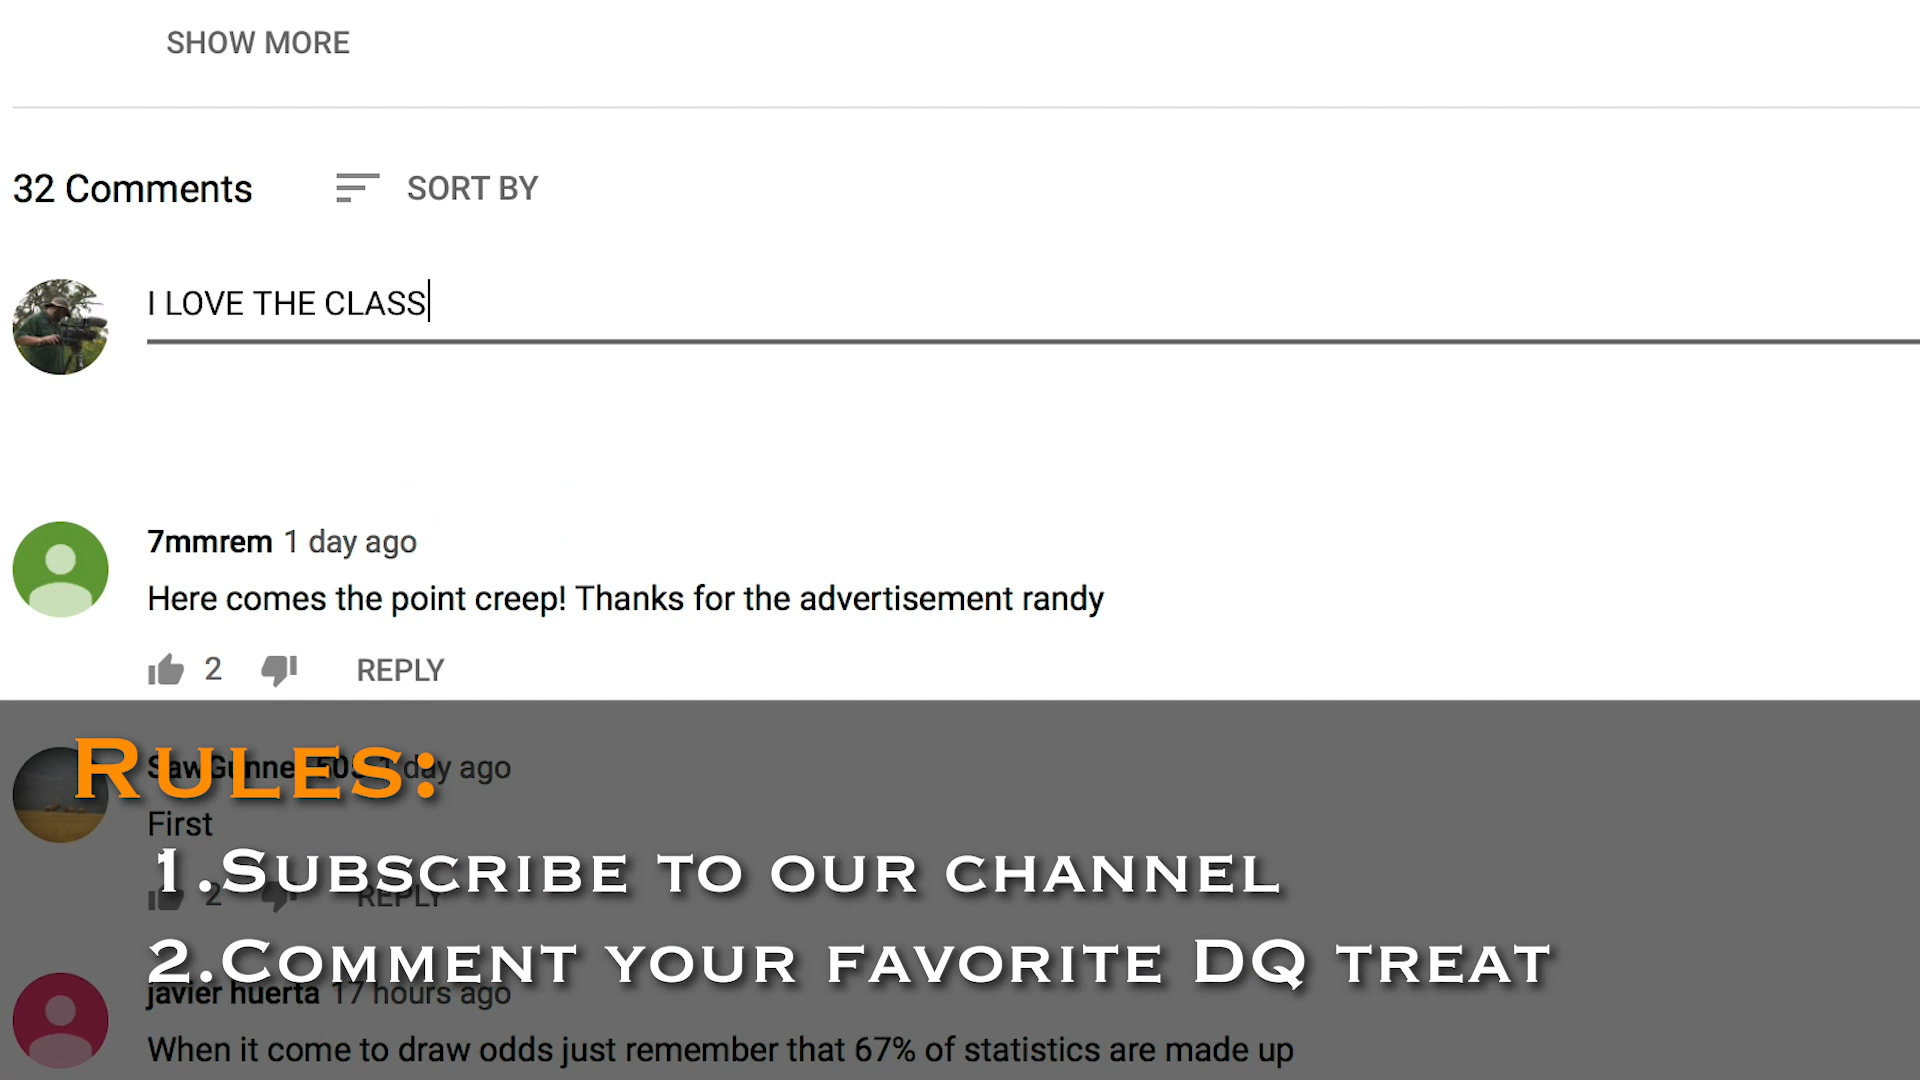 SHOW MORE
32 Comments SORT BY
I LOVE THE CLASS
7mmrem 1 day ago
Here comes the point creep! Thanks for the advertisement randy
2 REPLY
Rules:
day ago
First
1.Subscribe to our channel
2 REPLY
2.Comment your favorite DQ treat
javier huerta 17 hours ago
When it come to draw odds just remember that 67% of statistics are made up